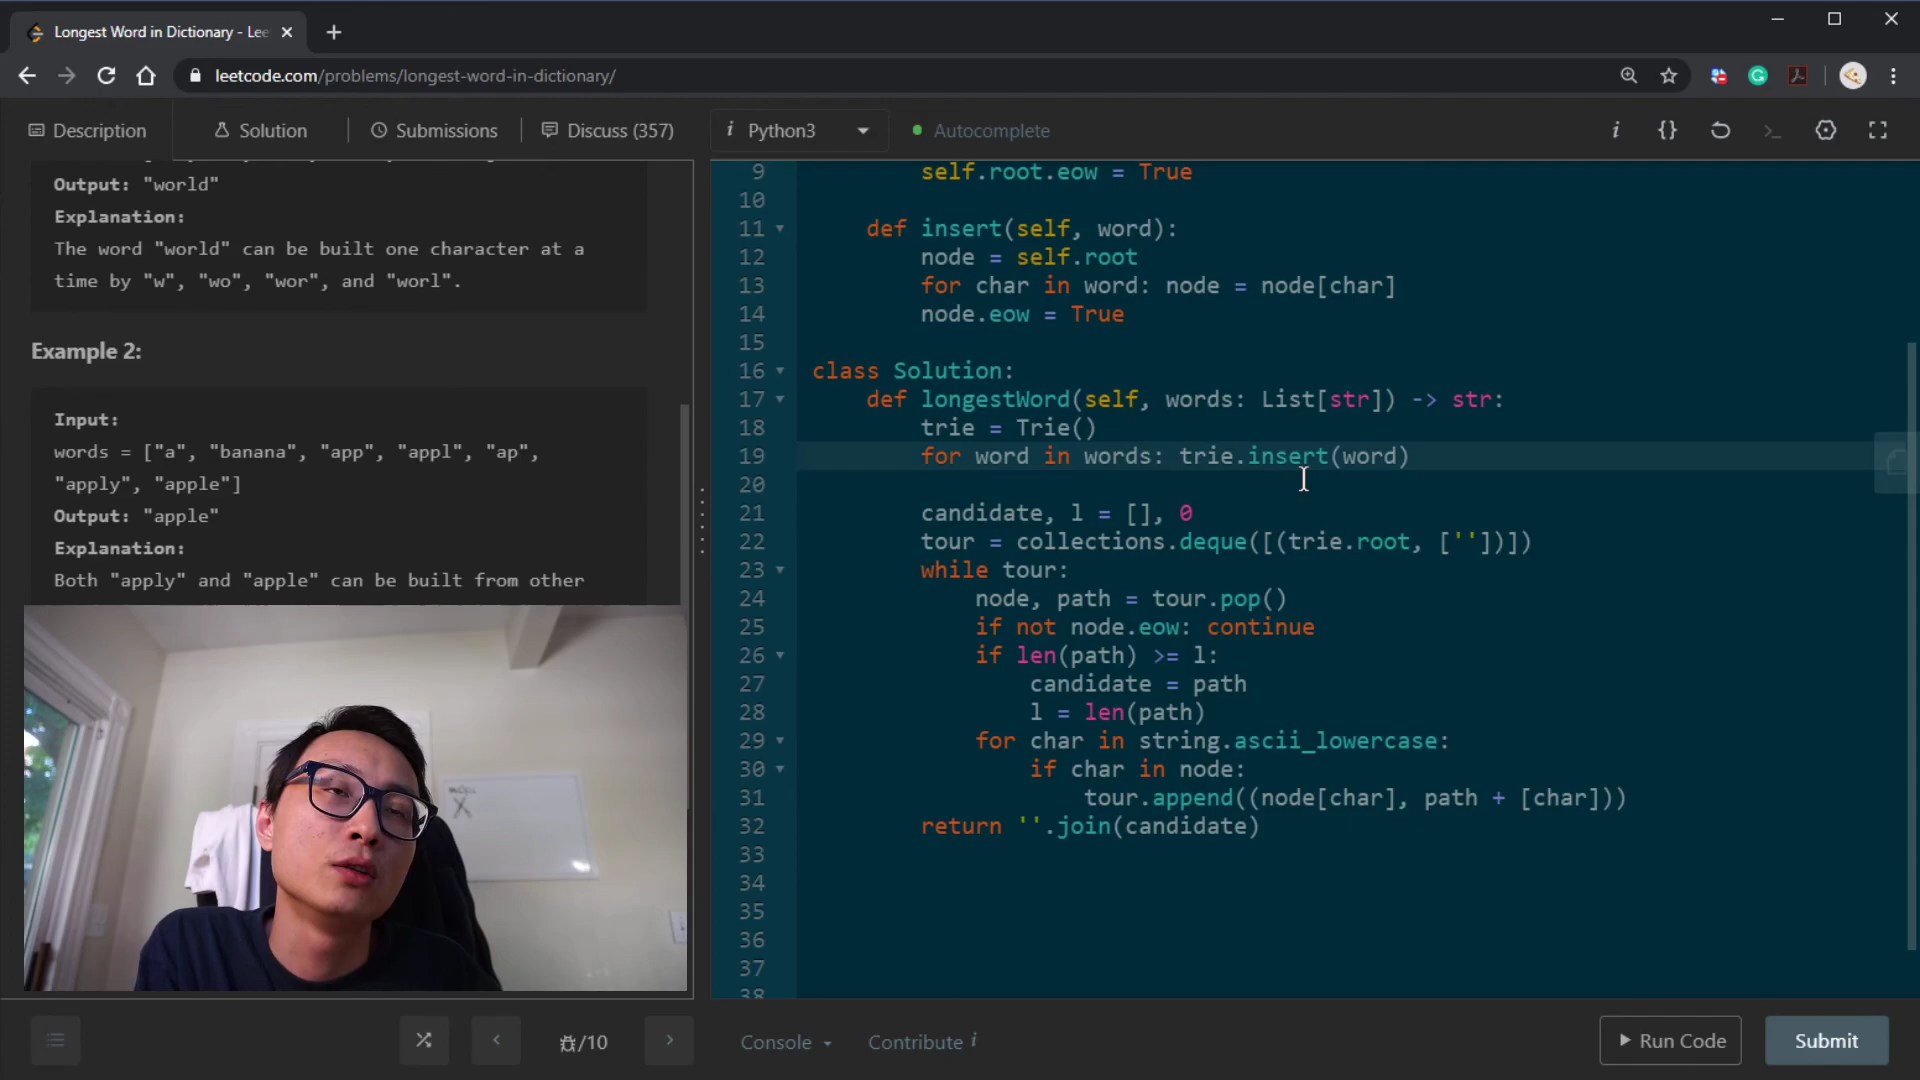 Longest Word in Dictionary - Lee
leetcode.com/problems/longest-word-in-dictionary/
Description
Solution
Submissions
Discuss (357)
i Python3
Autocomplete
Output: "world"
Explanation:
The word "world" can be built one character at a
time by "w", "wo", "wor", and "worl".
Example 2:
Input:
words = ["a", "banana", "app", "appl", "ap",
"apply", "apple"]
Output: "apple"
Explanation:
Both "apply" and "apple" can be built from other
9 self.root.eow = True
10
11 def insert(self, word):
12 node = self.root
13 for char in word: node = node[char]
14 node.eow = True
15
16 class Solution:
17 def longestWord(self, words: List[str]) -> str:
18 trie = Trie()
19 for word in words: trie.insert(word)
20
21 candidate, l = [], 0
22 tour = collections.deque([(trie.root, [''])])
23 while tour:
24 node, path = tour.pop()
25 if not node.eow: continue
26 if len(path) >= l:
27 candidate = path
28 l = len(path)
29 for char in string.ascii_lowercase:
30 if char in node:
31 tour.append((node[char], path + [char]))
32 return ''.join(candidate)
33
34
35
36
37
38
/10
Console
Contribute i
Run Code
Submit